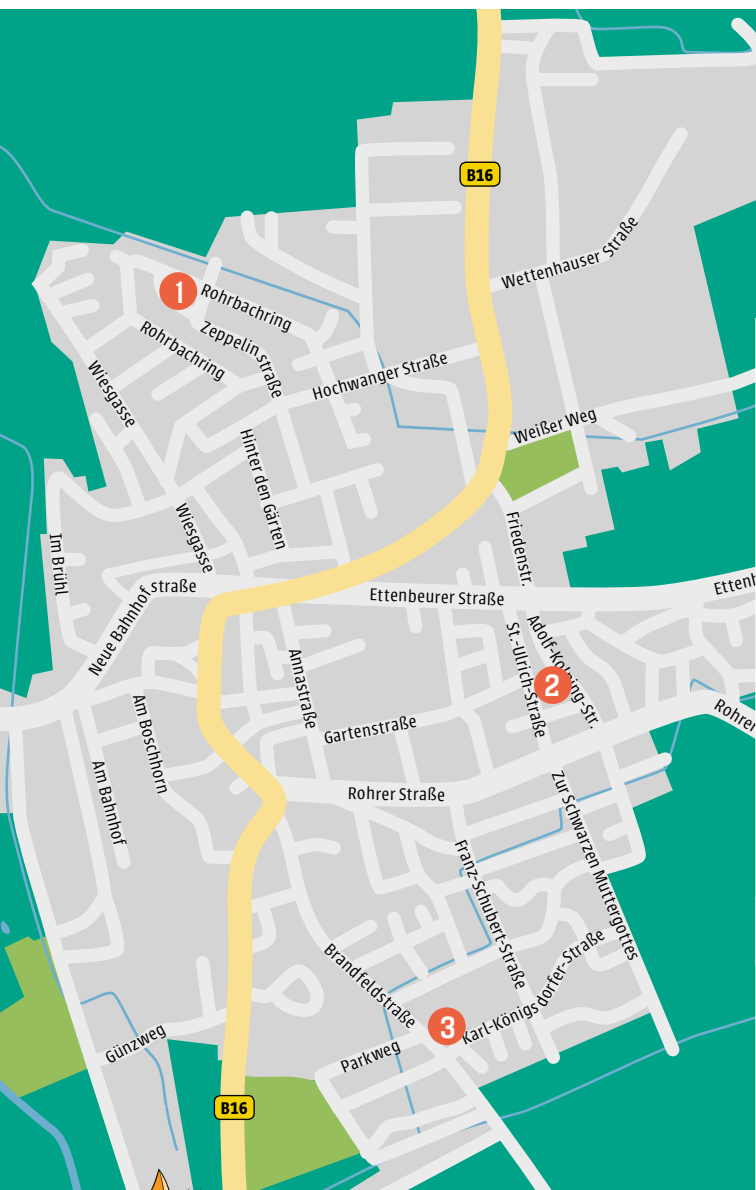 B16
Wettenhauser Straße
1
Rohrbachring
Zeppelinstraße
Rohrbachring
Hochwanger Straße
Wiesgasse
Weißer Weg
Hinter den Gärten
Wiesgasse
Friedenstr.
Im Brühl
Neue Bahnhofstraße
Ettenbeurer Straße
Ettenb
Adolf-Kolping-Str.
St.-Ulrich-Straße
2
Annastraße
Am Boschhorn
Gartenstraße
Rohrer
Am Bahnhof
Rohrer Straße
Zur Schwarzen Muttergottes
Franz-Schubert-Straße
Brandfeldstraße
Karl-Königsdorfer-Straße
3
Günzweg
Parkweg
B16